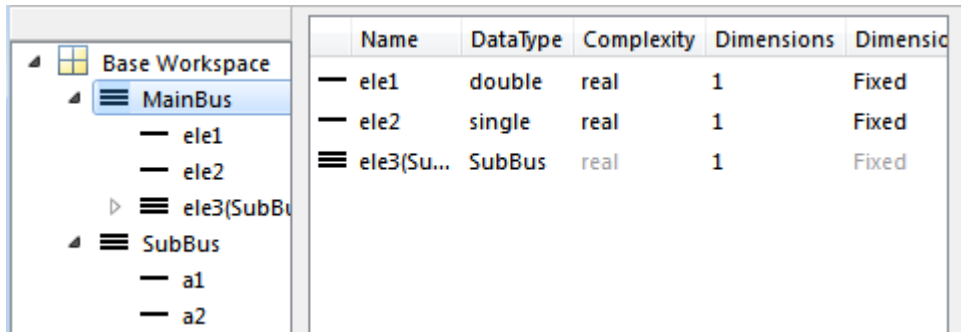 Base Workspace
MainBus
ele1
ele2
ele3(SubBu
SubBus
a1
a2
Name DataType Complexity Dimensions Dimensio
ele1 double real 1 Fixed
ele2 single real 1 Fixed
ele3(Su... SubBus real 1 Fixed